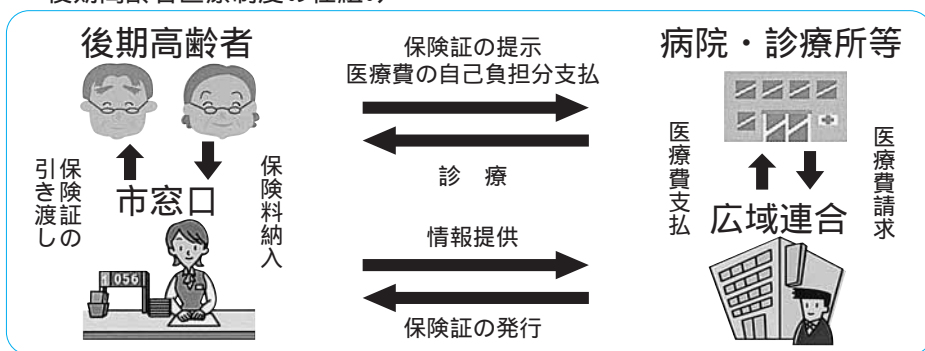 後期高齢者医療制度の仕組み
後期高齢者
病院・診療所等
保険証の提示
医療費の自己負担分支払
診療
保険証の
引き渡し
保険料納入
市窓口
医療費支払
医療費請求
広域連合
情報提供
保険証の発行
1 056